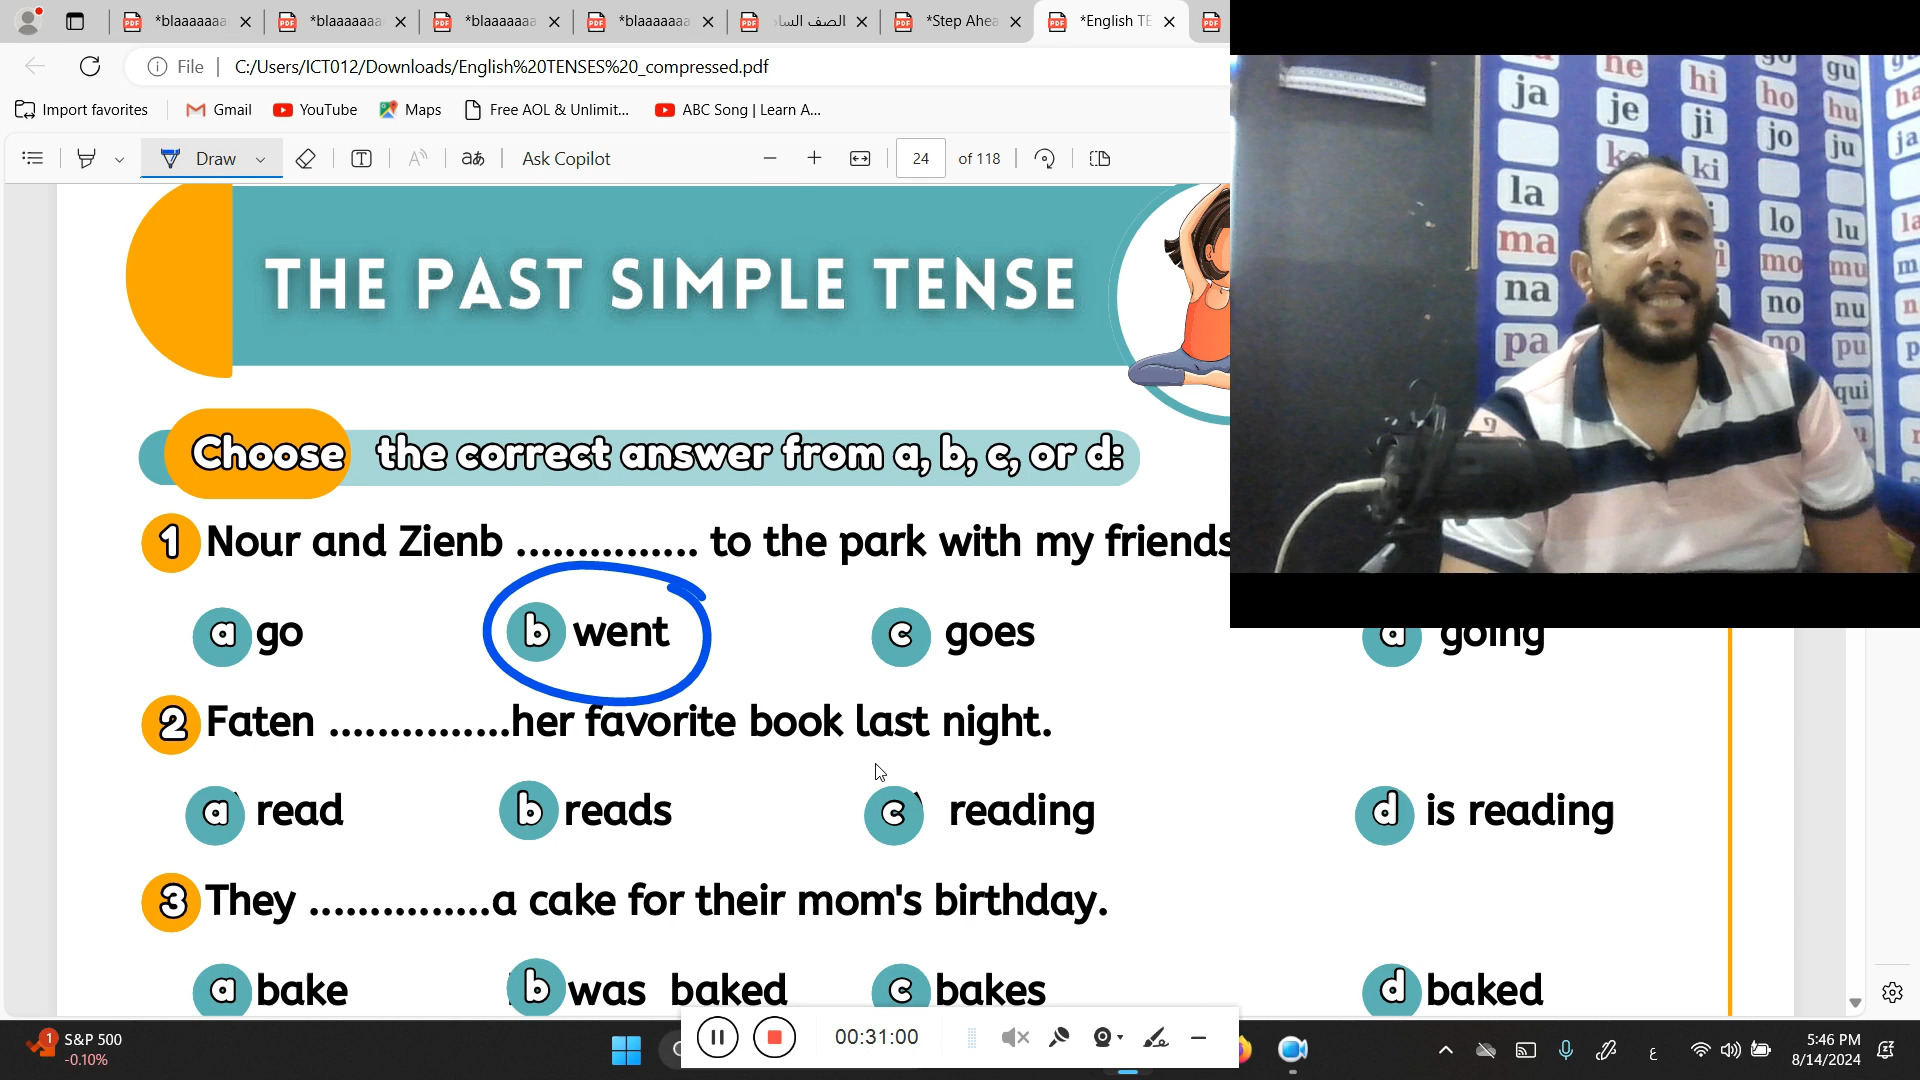 *blaaaaaaa
*blaaaaaaa
*blaaaaaaa
*blaaaaaaa
الصف السا
*Step Ahea
*English TE
File
C:/Users/ICT012/Downloads/English%20TENSES%20_compressed.pdf
Import favorites
Gmail
YouTube
Maps
Free AOL & Unlimit...
ABC Song | Learn A...
Draw
Ask Copilot
24 of 118
THE PAST SIMPLE TENSE
Choose the correct answer from a, b, c, or d:
1 Nour and Zienb ............... to the park with my friends
a go b went c goes d going
2 Faten ...............her favorite book last night.
a read b reads c reading d is reading
3 They ...............a cake for their mom's birthday.
a bake b was baked c bakes d baked
00:31:00
S&P 500
-0.10%
5:46 PM
8/14/2024
he hi ho gu
ja je ji jo hu
ju ja
la ki
lo lu
ma mo mu
na no nu
pa pu
qui